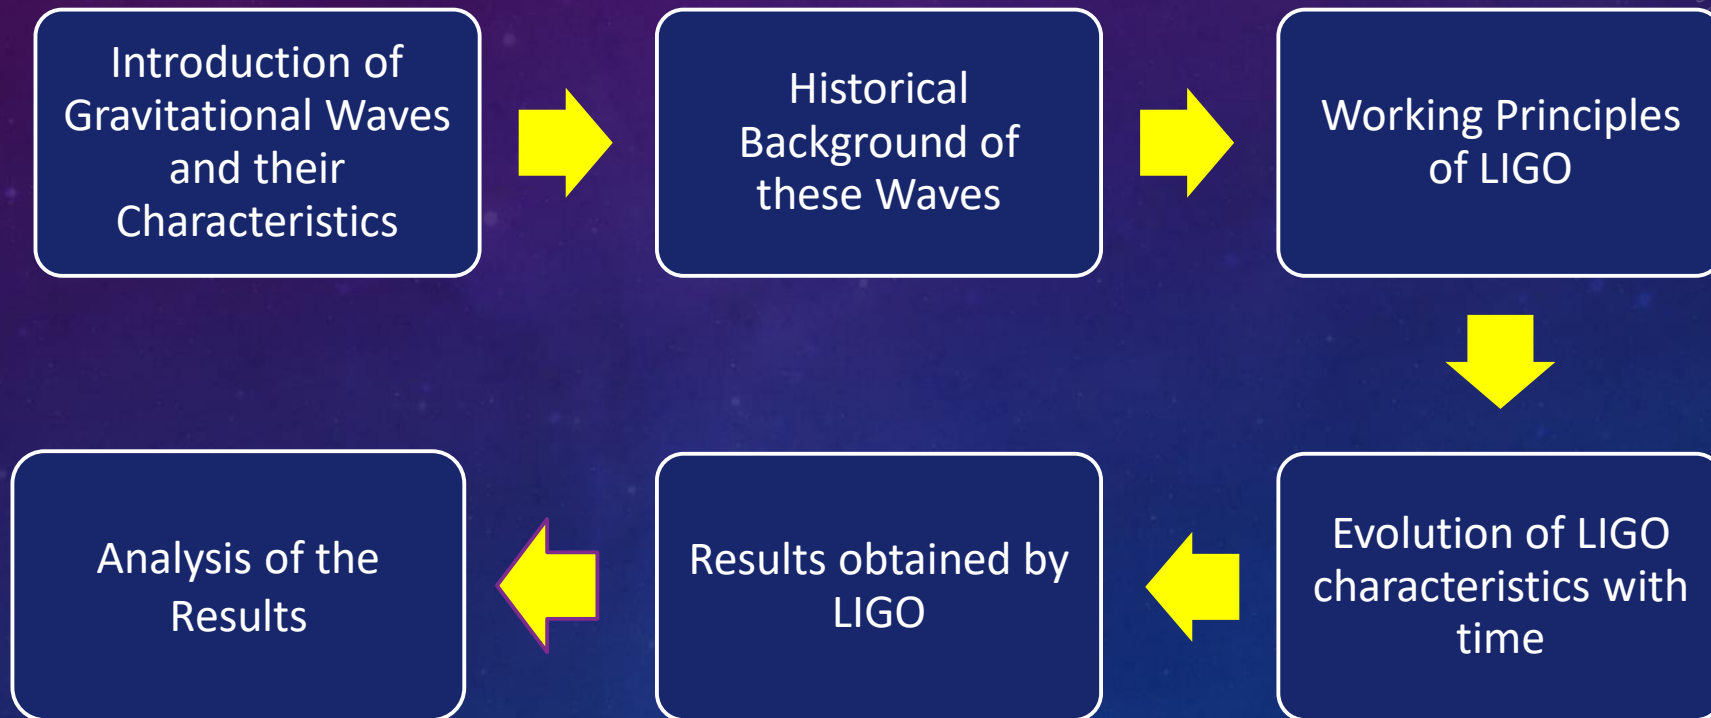 Introduction of
Gravitational Waves
and their
Characteristics
Historical
Background of
these Waves
Working Principles
of LIGO
Evolution of LIGO
characteristics with
time
Results obtained by
LIGO
Analysis of the
Results